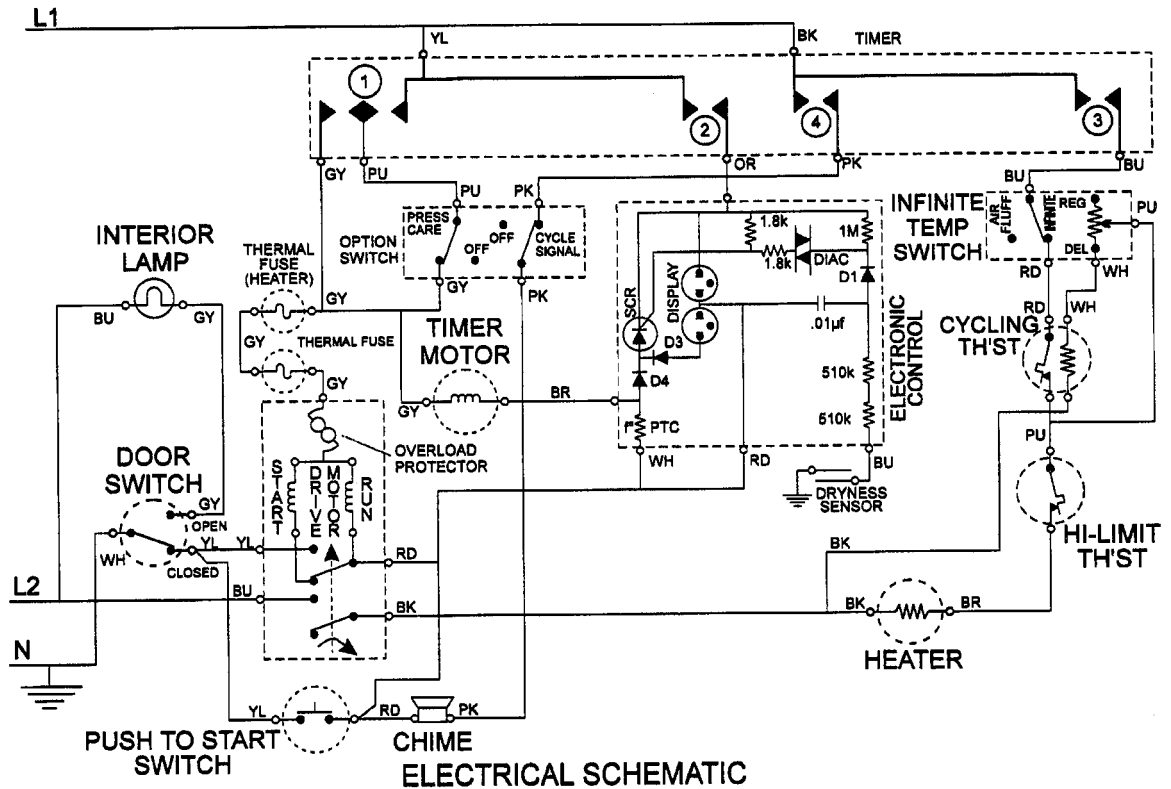 L1
YL
BK
TIMER
1
2
4
3
GY
PU
OR
PK
BU
PU
PK
BU
PRESS CARE
OFF
OFF
CYCLE SIGNAL
OPTION SWITCH
GY
PK
INFINITE TEMP SWITCH
AIR FLUFF
INFINITE
REG
DEL
PU
RD
WH
INTERIOR LAMP
BU
GY
THERMAL FUSE (HEATER)
GY
GY
THERMAL FUSE
GY
TIMER MOTOR
GY
BR
1.8k
1.8k
1M
DIAC
D1
SCR
DISPLAY
.01µf
D3
D4
510k
510k
PTC
ELECTRONIC CONTROL
WH
RD
BU
DRYNESS SENSOR
RD
WH
CYCLING TH'ST
PU
HI-LIMIT TH'ST
OVERLOAD PROTECTOR
START
DRIVE
MOTOR
RUN
DOOR SWITCH
GY
OPEN
WH
YL
YL
CLOSED
RD
BK
L2
BU
BK
BK
BR
HEATER
N
YL
RD
PK
PUSH TO START SWITCH
CHIME
ELECTRICAL SCHEMATIC